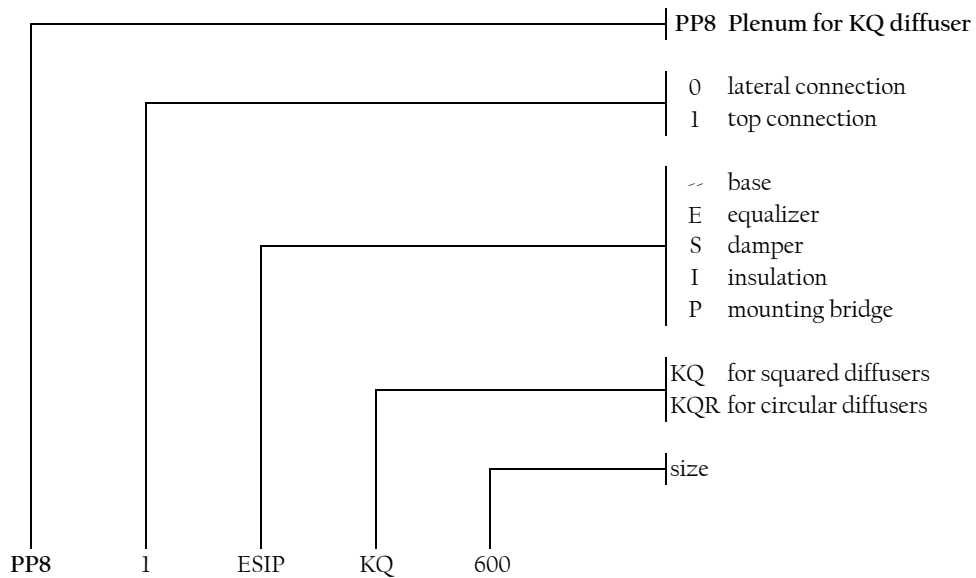 PP8 Plenum for KQ diffuser
0 lateral connection
1 top connection
-- base
E equalizer
S damper
I insulation
P mounting bridge
KQ for squared diffusers
KQR for circular diffusers
size
PP8 1 ESIP KQ 600